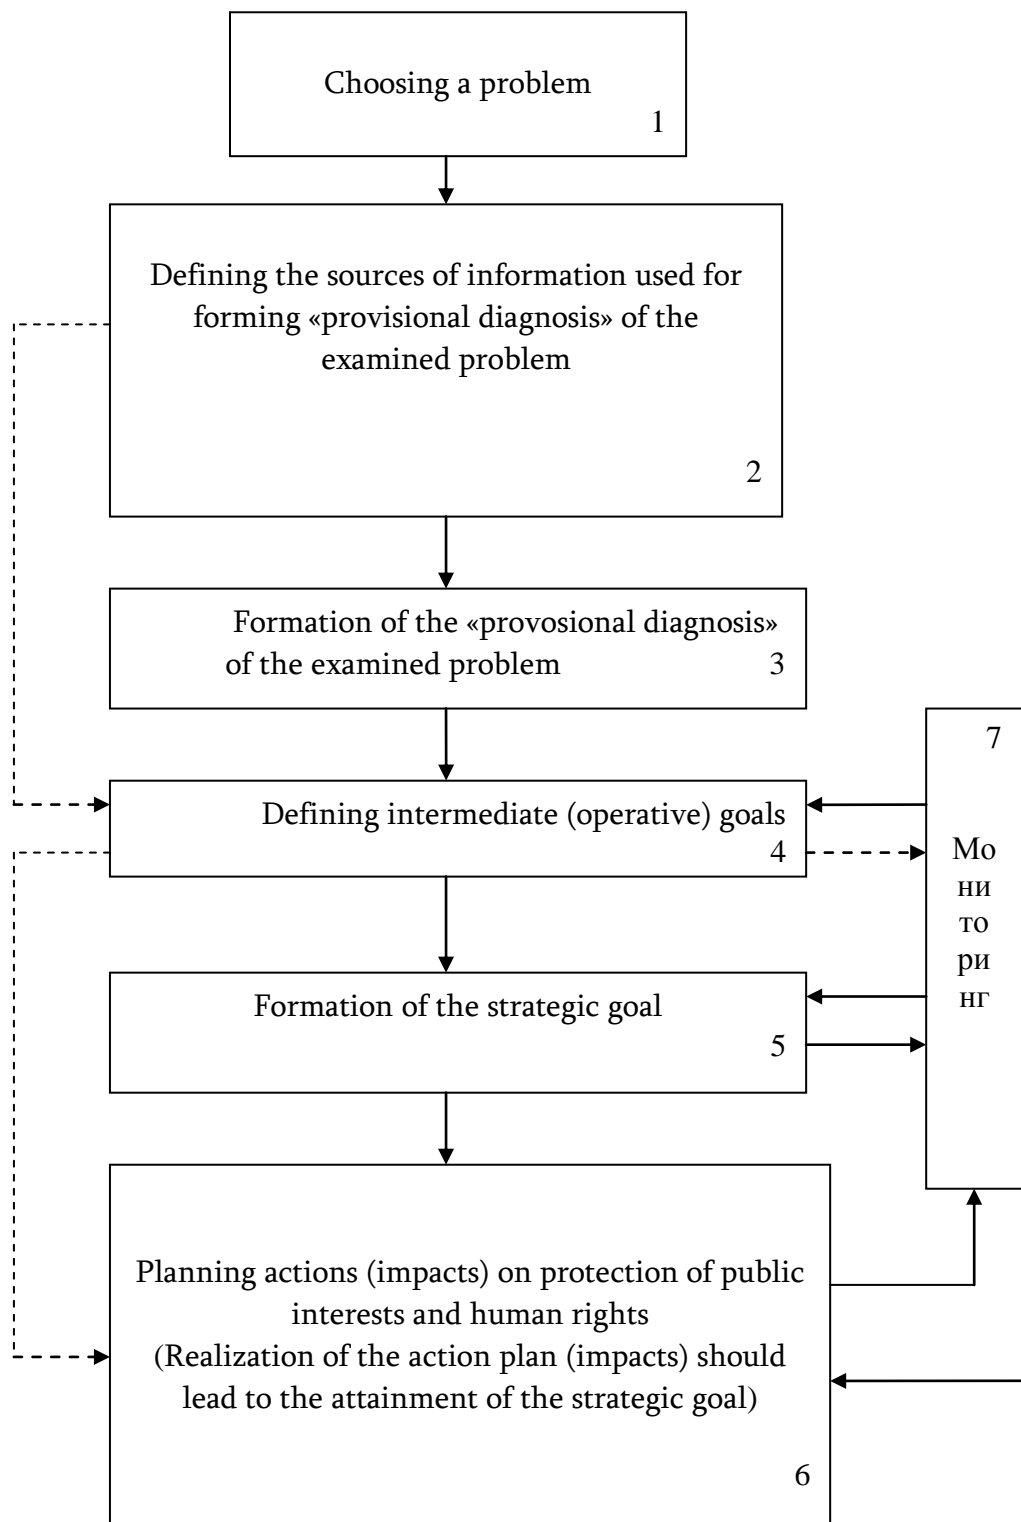 Choosing a problem
1
Defining the sources of information used for
forming «provisional diagnosis» of the
examined problem
2
Formation of the «provosional diagnosis»
of the examined problem
3
Defining intermediate (operative) goals
4
Formation of the strategic goal
5
Planning actions (impacts) on protection of public
interests and human rights
(Realization of the action plan (impacts) should
lead to the attainment of the strategic goal)
6
7
Мо
ни
то
ри
нг